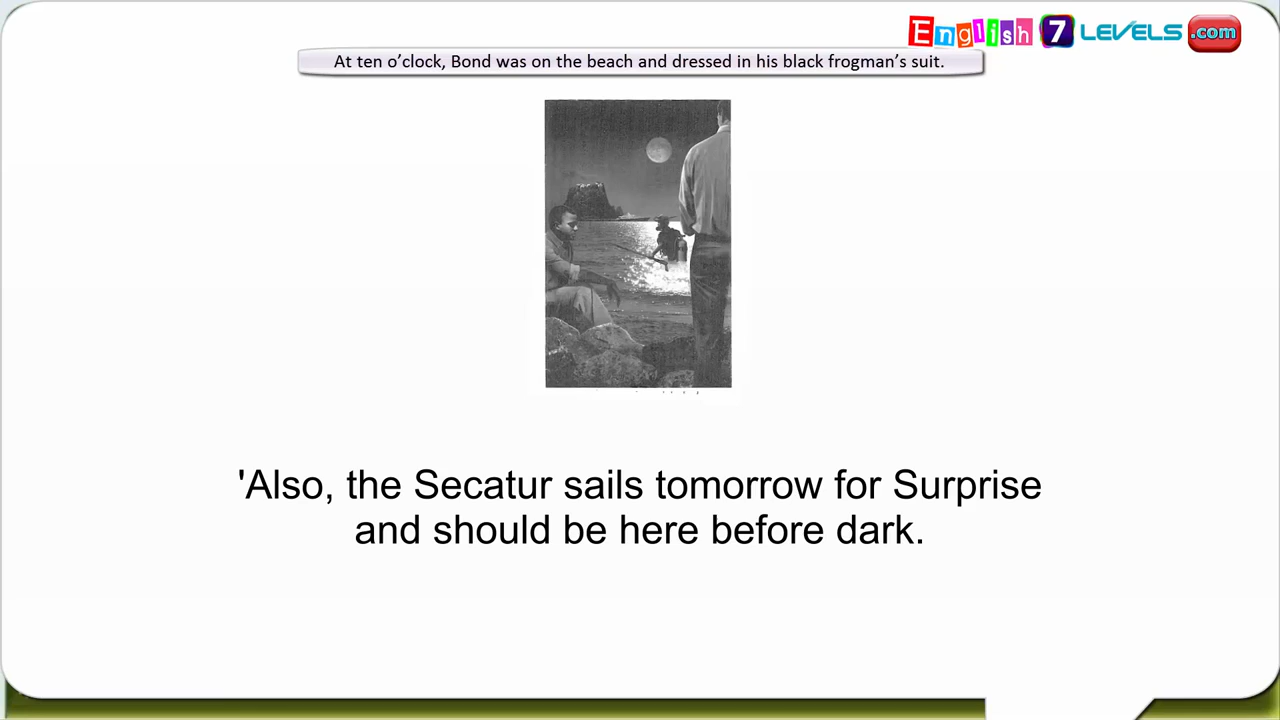 English 7 LEVELS .com
At ten o’clock, Bond was on the beach and dressed in his black frogman’s suit.
'Also, the Secatur sails tomorrow for Surprise
and should be here before dark.